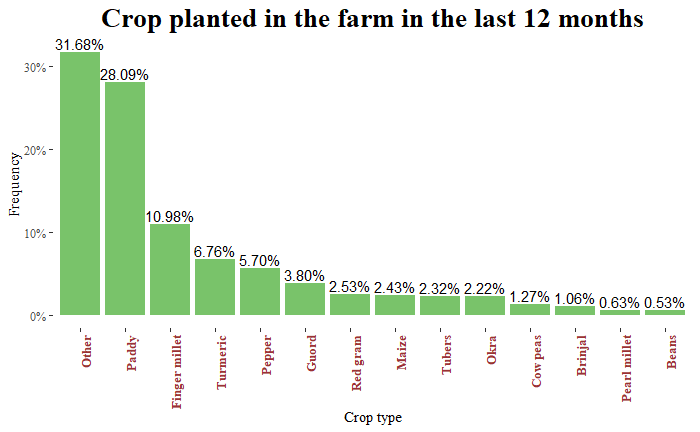 Crop planted in the farm in the last 12 months
31.68%
28.09%
10.98%
6.76%
5.70%
3.80%
2.53%
2.43%
2.32%
2.22%
1.27%
1.06%
0.63%
0.53%
30%
20%
10%
0%
Frequency
Other
Paddy
Finger millet
Turmeric
Pepper
Guord
Red gram
Maize
Tubers
Okra
Cow peas
Brinjal
Pearl millet
Beans
Crop type